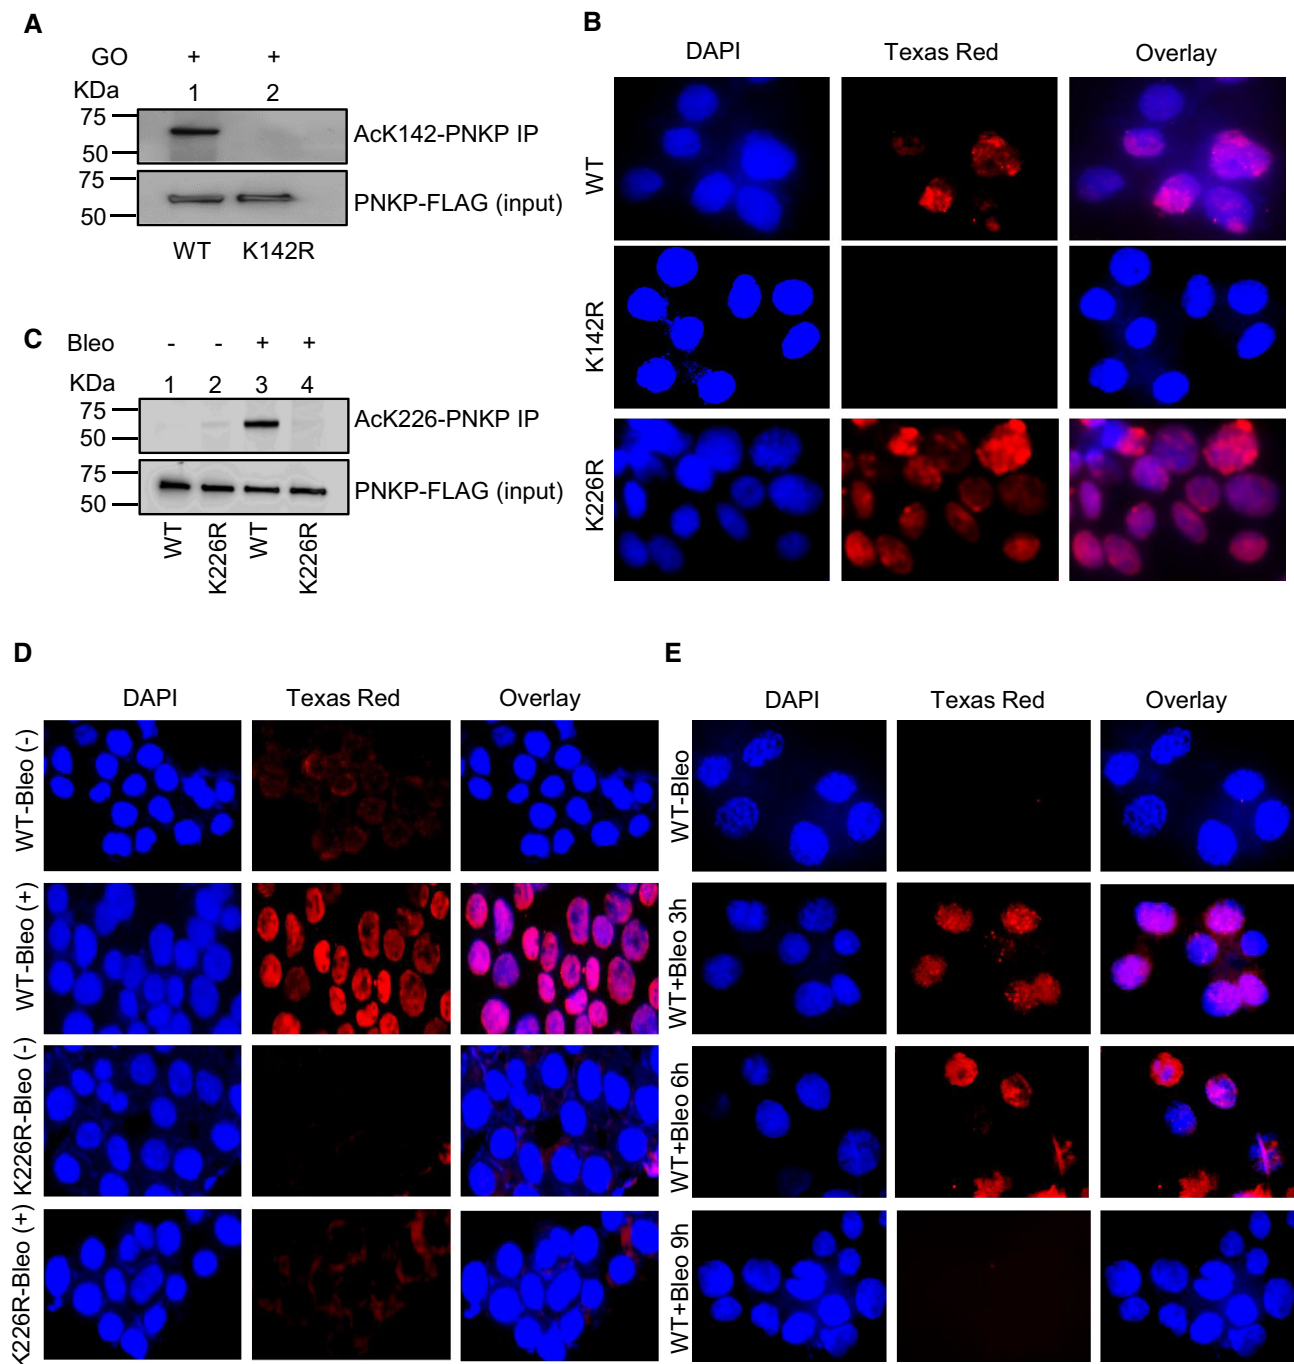 A
GO + +
KDa 1 2
75
50
AcK142-PNKP IP
75
50
PNKP-FLAG (input)
WT K142R
B
DAPI Texas Red Overlay
WT
K142R
K226R
C
Bleo - - + +
KDa 1 2 3 4
75
50
AcK226-PNKP IP
75
50
PNKP-FLAG (input)
WT K226R WT K226R
D
DAPI Texas Red Overlay
WT-Bleo (-)
WT-Bleo (+)
K226R-Bleo (-)
K226R-Bleo (+)
E
DAPI Texas Red Overlay
WT-Bleo
WT+Bleo 3h
WT+Bleo 6h
WT+Bleo 9h